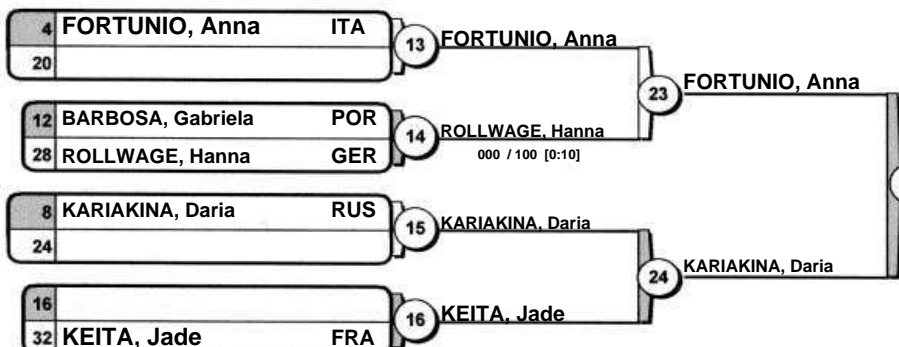 4 FORTUNIO, Anna ITA
20
13 FORTUNIO, Anna
12 BARBOSA, Gabriela POR
28 ROLLWAGE, Hanna GER
14 ROLLWAGE, Hanna
000 / 100 [0:10]
23 FORTUNIO, Anna
8 KARIAKINA, Daria RUS
24
15 KARIAKINA, Daria
16
32 KEITA, Jade FRA
16 KEITA, Jade
24 KARIAKINA, Daria